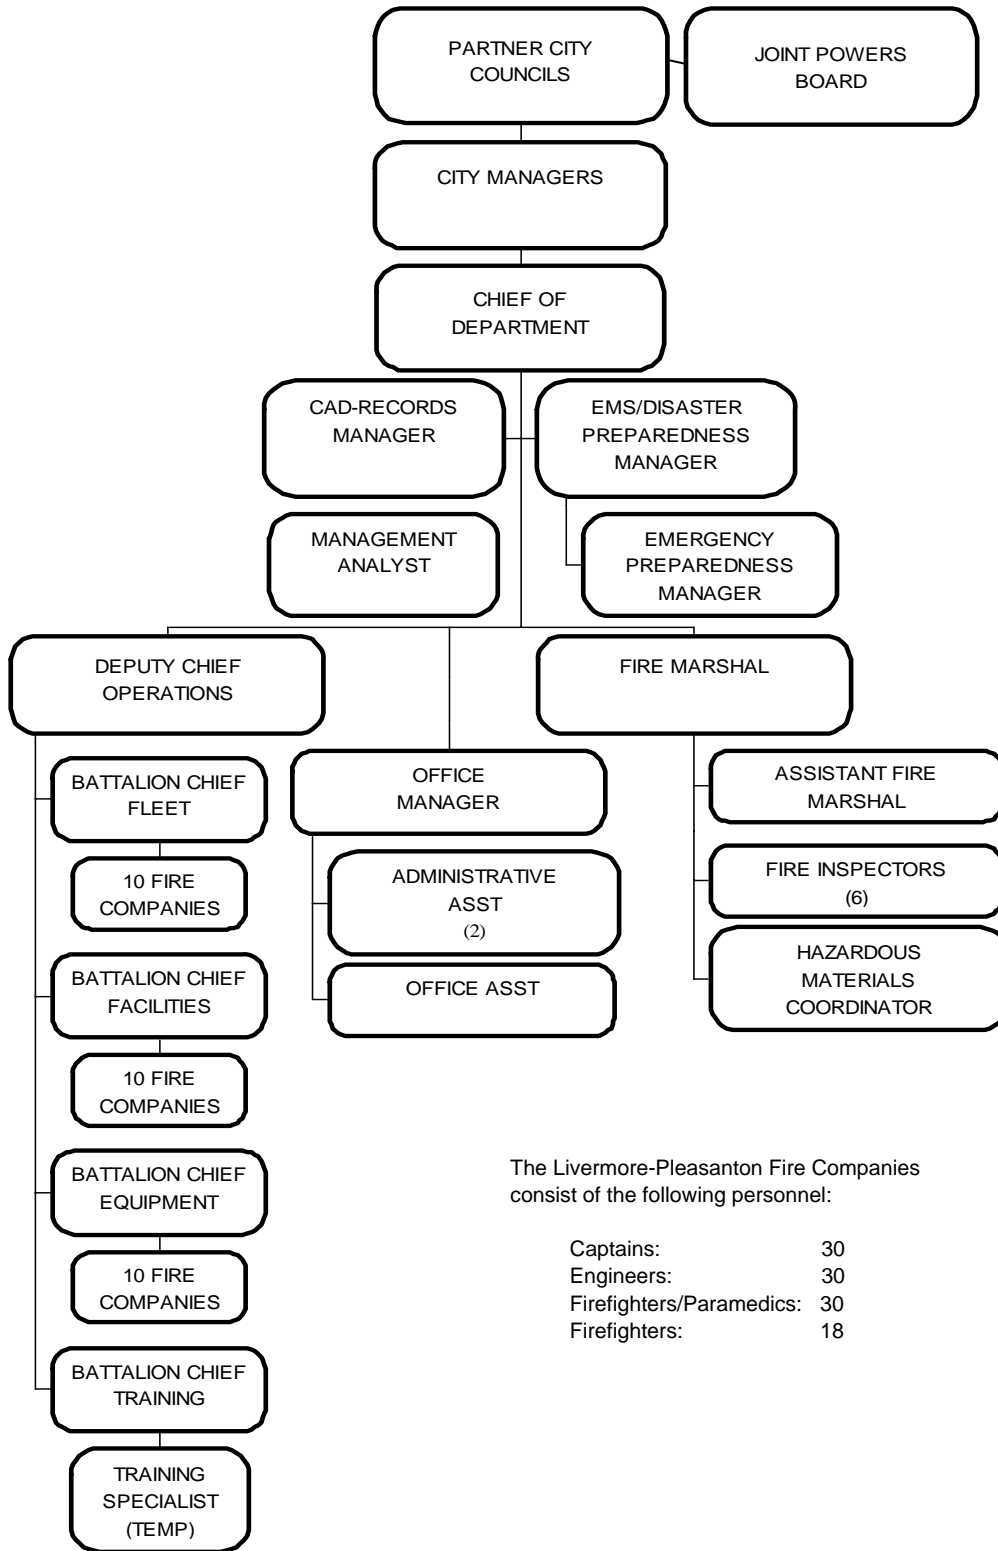 PARTNER CITY
COUNCILS
JOINT POWERS
BOARD
CITY MANAGERS
CHIEF OF
DEPARTMENT
CAD-RECORDS
MANAGER
EMS/DISASTER
PREPAREDNESS
MANAGER
MANAGEMENT
ANALYST
EMERGENCY
PREPAREDNESS
MANAGER
DEPUTY CHIEF
OPERATIONS
FIRE MARSHAL
BATTALION CHIEF
FLEET
10 FIRE
COMPANIES
BATTALION CHIEF
FACILITIES
10 FIRE
COMPANIES
BATTALION CHIEF
EQUIPMENT
10 FIRE
COMPANIES
BATTALION CHIEF
TRAINING
TRAINING
SPECIALIST
(TEMP)
OFFICE
MANAGER
ADMINISTRATIVE
ASST
(2)
OFFICE ASST
ASSISTANT FIRE
MARSHAL
FIRE INSPECTORS
(6)
HAZARDOUS
MATERIALS
COORDINATOR
The Livermore-Pleasanton Fire Companies
consist of the following personnel:
Captains: 30
Engineers: 30
Firefighters/Paramedics: 30
Firefighters: 18